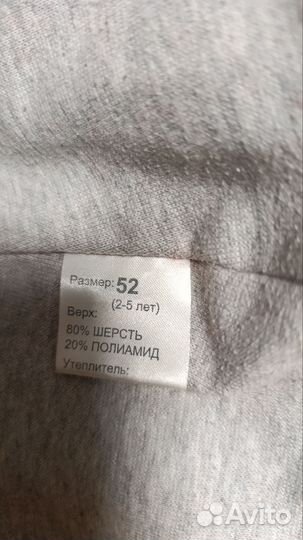 Размер: 52
(2-5 лет)
Верх:
80% ШЕРСТЬ
20% ПОЛИАМИД
Утеплитель:
Avito